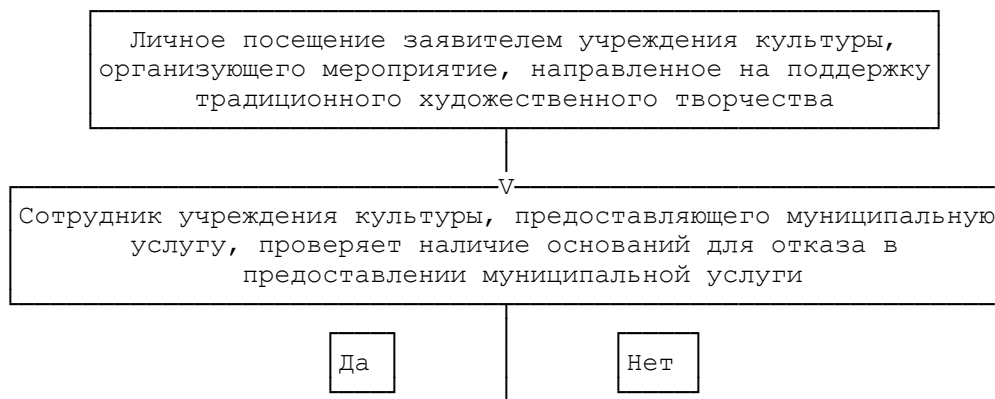 Личное посещение заявителем учреждения культуры,
организующего мероприятие, направленное на поддержку
традиционного художественного творчества
V
Сотрудник учреждения культуры, предоставляющего муниципальную
услугу, проверяет наличие оснований для отказа в
предоставлении муниципальной услуги
Да Нет